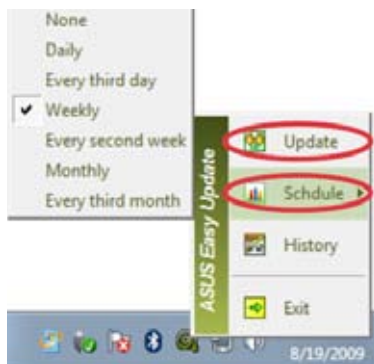 None
Daily
Every third day
Weekly
Every second week
Monthly
Every third month
ASUS Easy Update
Update
Schdule
History
Exit
8/19/2009